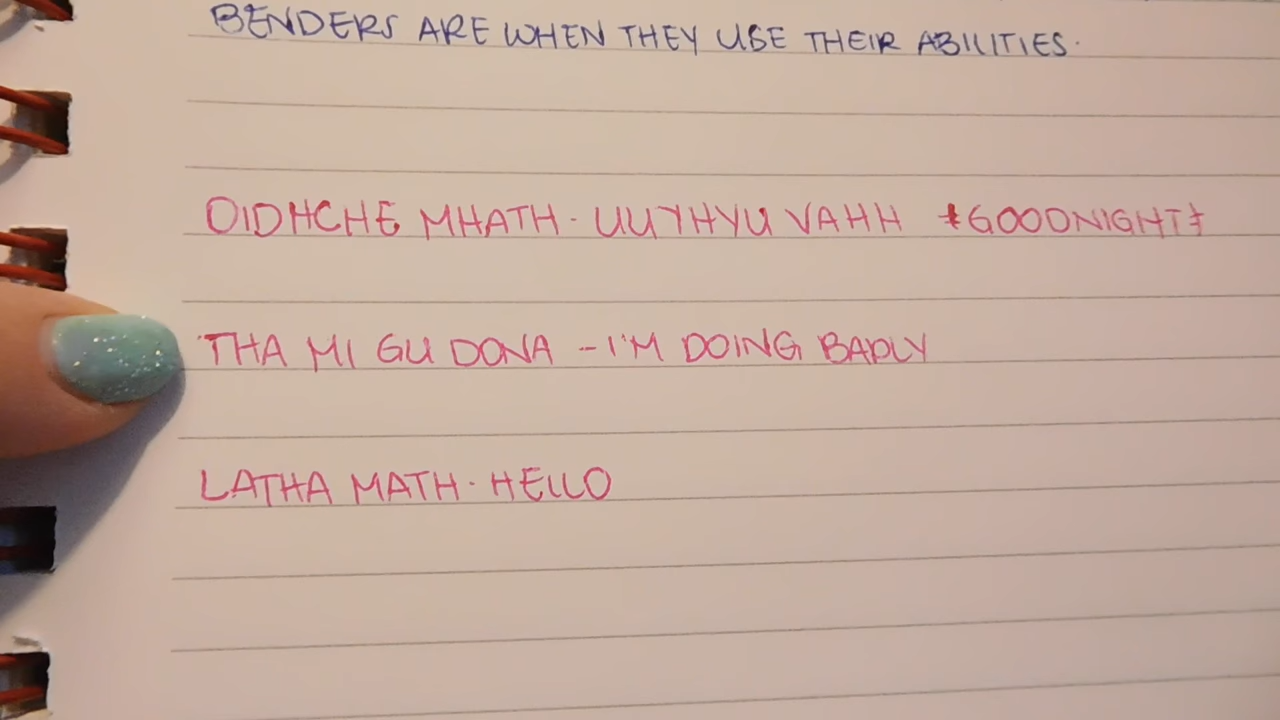 BENDERS ARE WHEN THEY USE THEIR ABILITIES.
OIDHCHE MHATH - UUYHYU VAHH *GOODNIGHT*
THA MI GU DONA - I'M DOING BADLY
LATHA MATH - HELLO